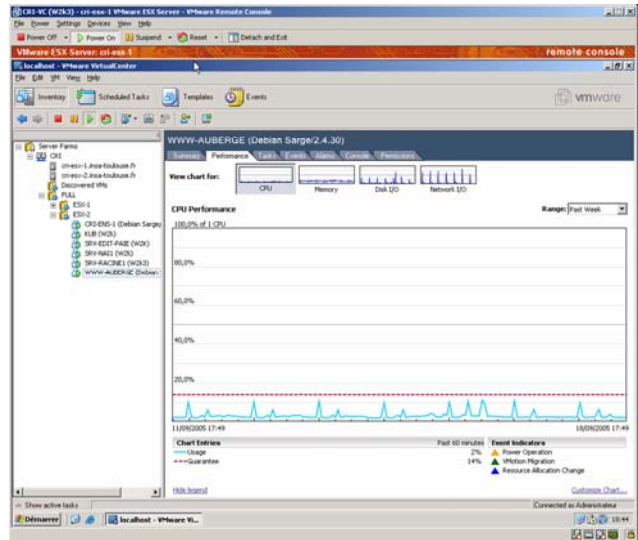 CRI-VC (W2k3) - cri-esx-1 VMware ESX Server - VMware Remote Console
File Power Settings Devices View Help
Power Off Power On Suspend Reset Detach and Exit
VMware ESX Server: cri-esx-1 remote console
localhost - VMware VirtualCenter
File Edit VM View Help
Inventory Scheduled Tasks Templates Events vmware
Server Farms
CRI
cri-esx-1.insa-toulouse.fr
cri-esx-2.insa-toulouse.fr
Discovered VMs
FULL
ESX-1
ESX-2
CRI-ENS-1 (Debian Sarge)
KUB (W2k)
SRV-EDIT-PAIE (W2K)
SRV-NAI1 (W2k)
SRV-RACINE1 (W2k3)
WWW-AUBERGE (Debian
WWW-AUBERGE (Debian Sarge/2.4.30)
Summary Performance Tasks Events Alarms Console Permissions
View chart for:
CPU Memory Disk I/O Network I/O
CPU Performance Range: Past Week
100,0% of 1 CPU
80,0%
60,0%
40,0%
20,0%
11/09/2005 17:49 18/09/2005 17:49
Chart Entries Past 60 minutes Event Indicators
Usage 2% Power Operation
Guarantee 14% VMotion Migration
Resource Allocation Change
Hide legend Customize Chart...
Show active tasks Connected as Administrateur
Démarrer localhost - VMware Vi... 18:44